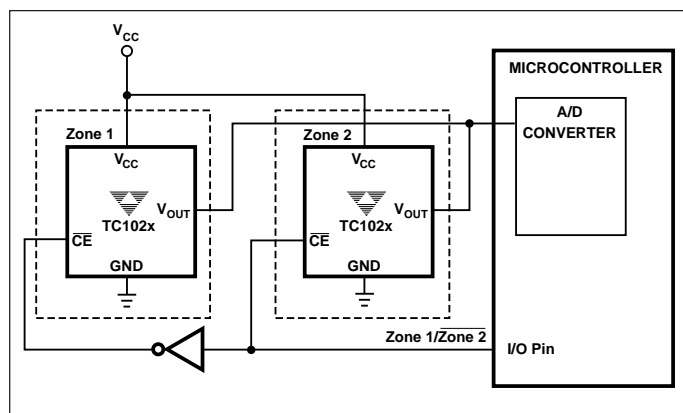 VCC
MICROCONTROLLER
A/D
CONVERTER
Zone 1
Zone 2
VCC
VCC
VOUT
VOUT
TC102x
TC102x
CE
CE
GND
GND
Zone 1/Zone 2
I/O Pin